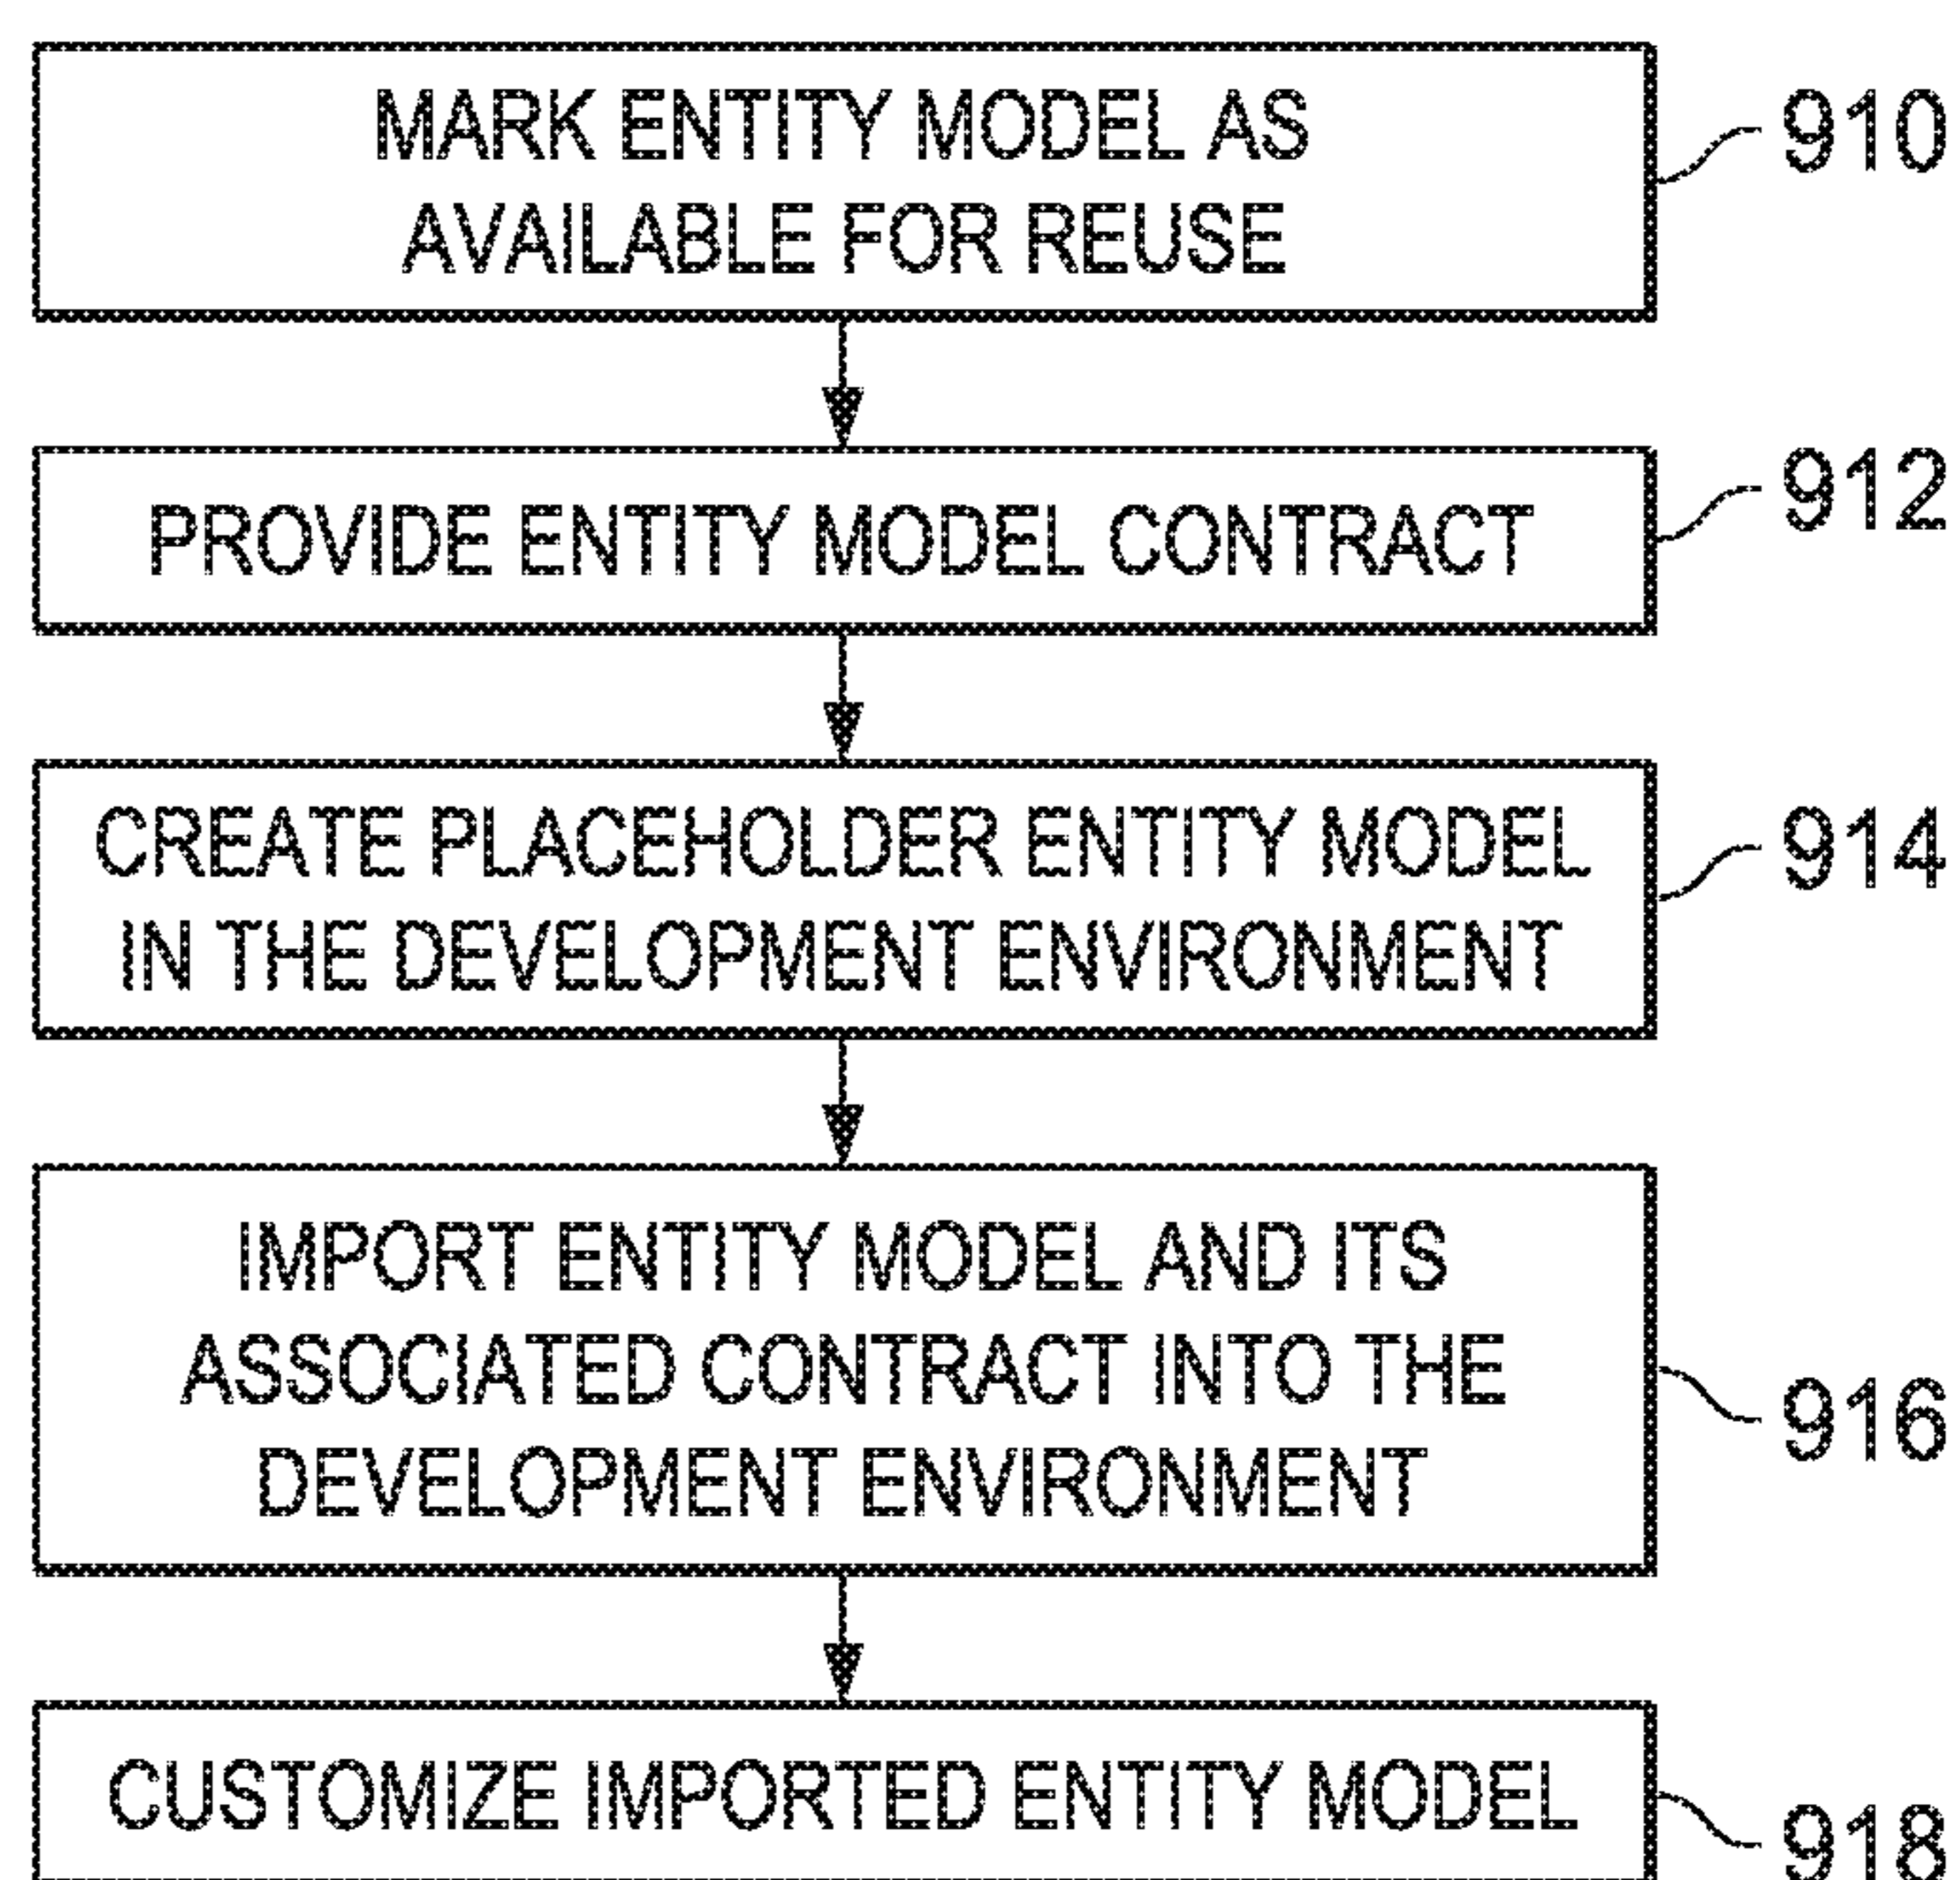 MARK ENTITY MODEL AS
AVAILABLE FOR REUSE
910
PROVIDE ENTITY MODEL CONTRACT
912
CREATE PLACEHOLDER ENTITY MODEL
IN THE DEVELOPMENT ENVIRONMENT
914
IMPORT ENTITY MODEL AND ITS
ASSOCIATED CONTRACT INTO THE
DEVELOPMENT ENVIRONMENT
916
CUSTOMIZE IMPORTED ENTITY MODEL
918